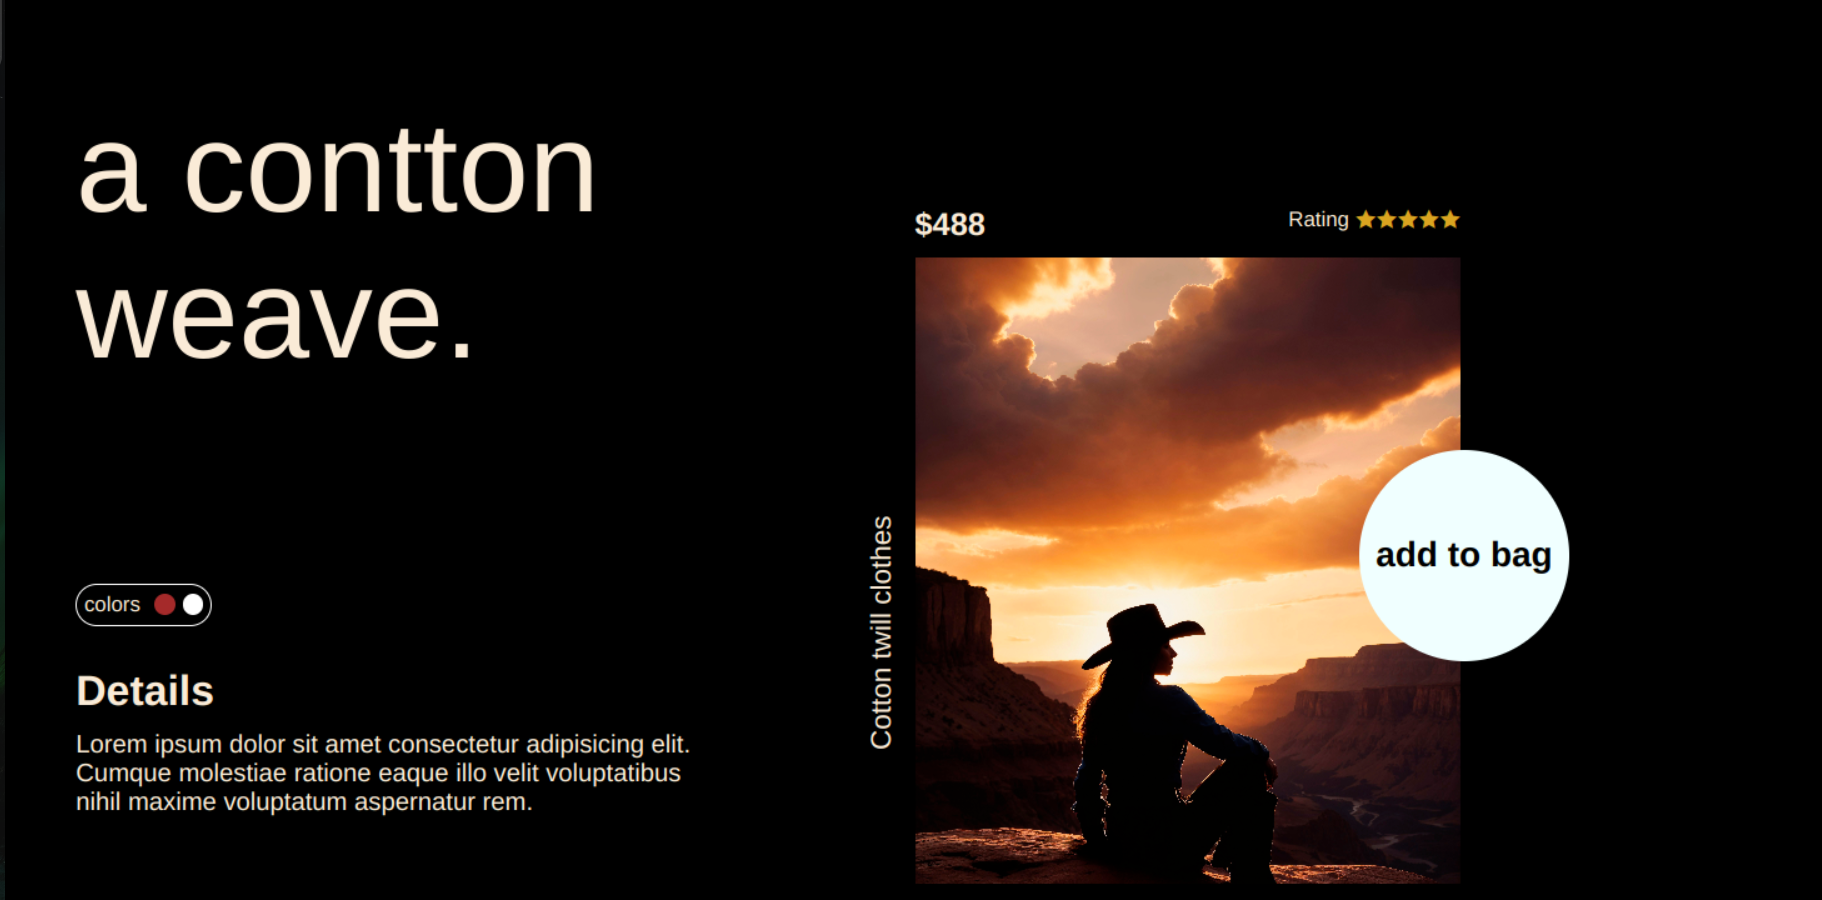 a contton
weave.
colors
Details
Lorem ipsum dolor sit amet consectetur adipisicing elit.
Cumque molestiae ratione eaque illo velit voluptatibus
nihil maxime voluptatum aspernatur rem.
$488
Rating ★★★★★
Cotton twill clothes
add to bag